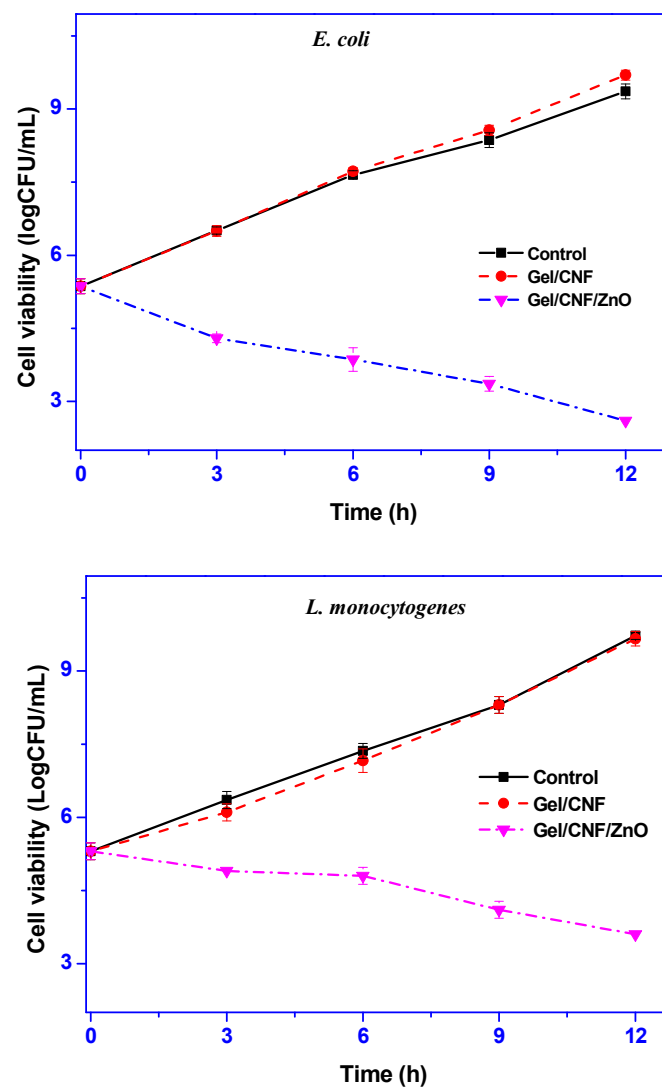 E. coli
Cell viability (logCFU/mL)
9
6
3
Control
Gel/CNF
Gel/CNF/ZnO
0 3 6 9 12
Time (h)
L. monocytogenes
Cell viability (LogCFU/mL)
9
6
3
Control
Gel/CNF
Gel/CNF/ZnO
0 3 6 9 12
Time (h)